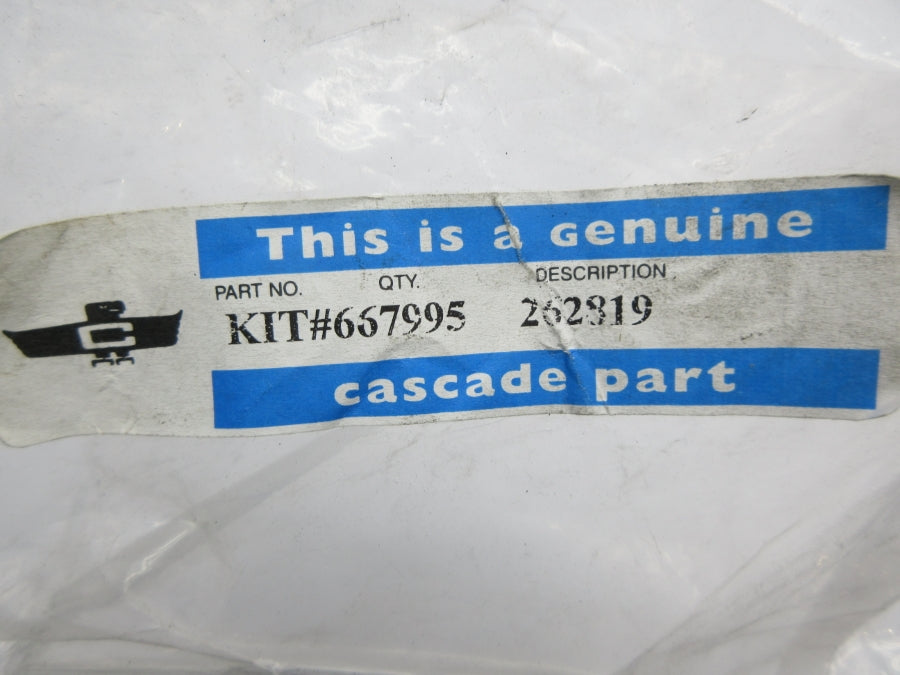 This is a Genuine
PART NO. QTY. DESCRIPTION
KIT#667995 262819
cascade part
C